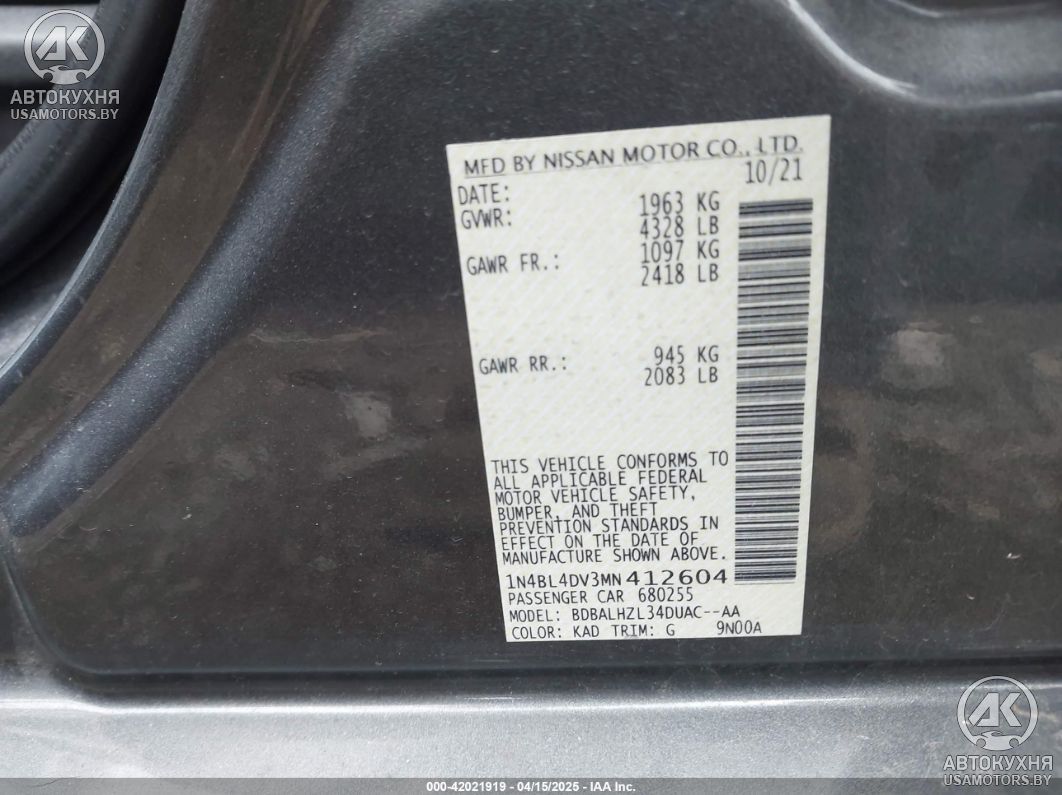 AK
АВТОКУХНЯ
USAMOTORS.BY
MFD BY NISSAN MOTOR CO., LTD.
DATE: 10/21
GVWR: 1963 KG
4328 LB
GAWR FR.: 1097 KG
2418 LB
GAWR RR.: 945 KG
2083 LB
THIS VEHICLE CONFORMS TO
ALL APPLICABLE FEDERAL
MOTOR VEHICLE SAFETY,
BUMPER, AND THEFT
PREVENTION STANDARDS IN
EFFECT ON THE DATE OF
MANUFACTURE SHOWN ABOVE.
1N4BL4DV3MN412604
PASSENGER CAR 680255
MODEL: BDBALHZL34DUAC--AA
COLOR: KAD TRIM: G 9N00A
AK
АВТОКУХНЯ
USAMOTORS.BY
000-42021919 - 04/15/2025 - IAA Inc.